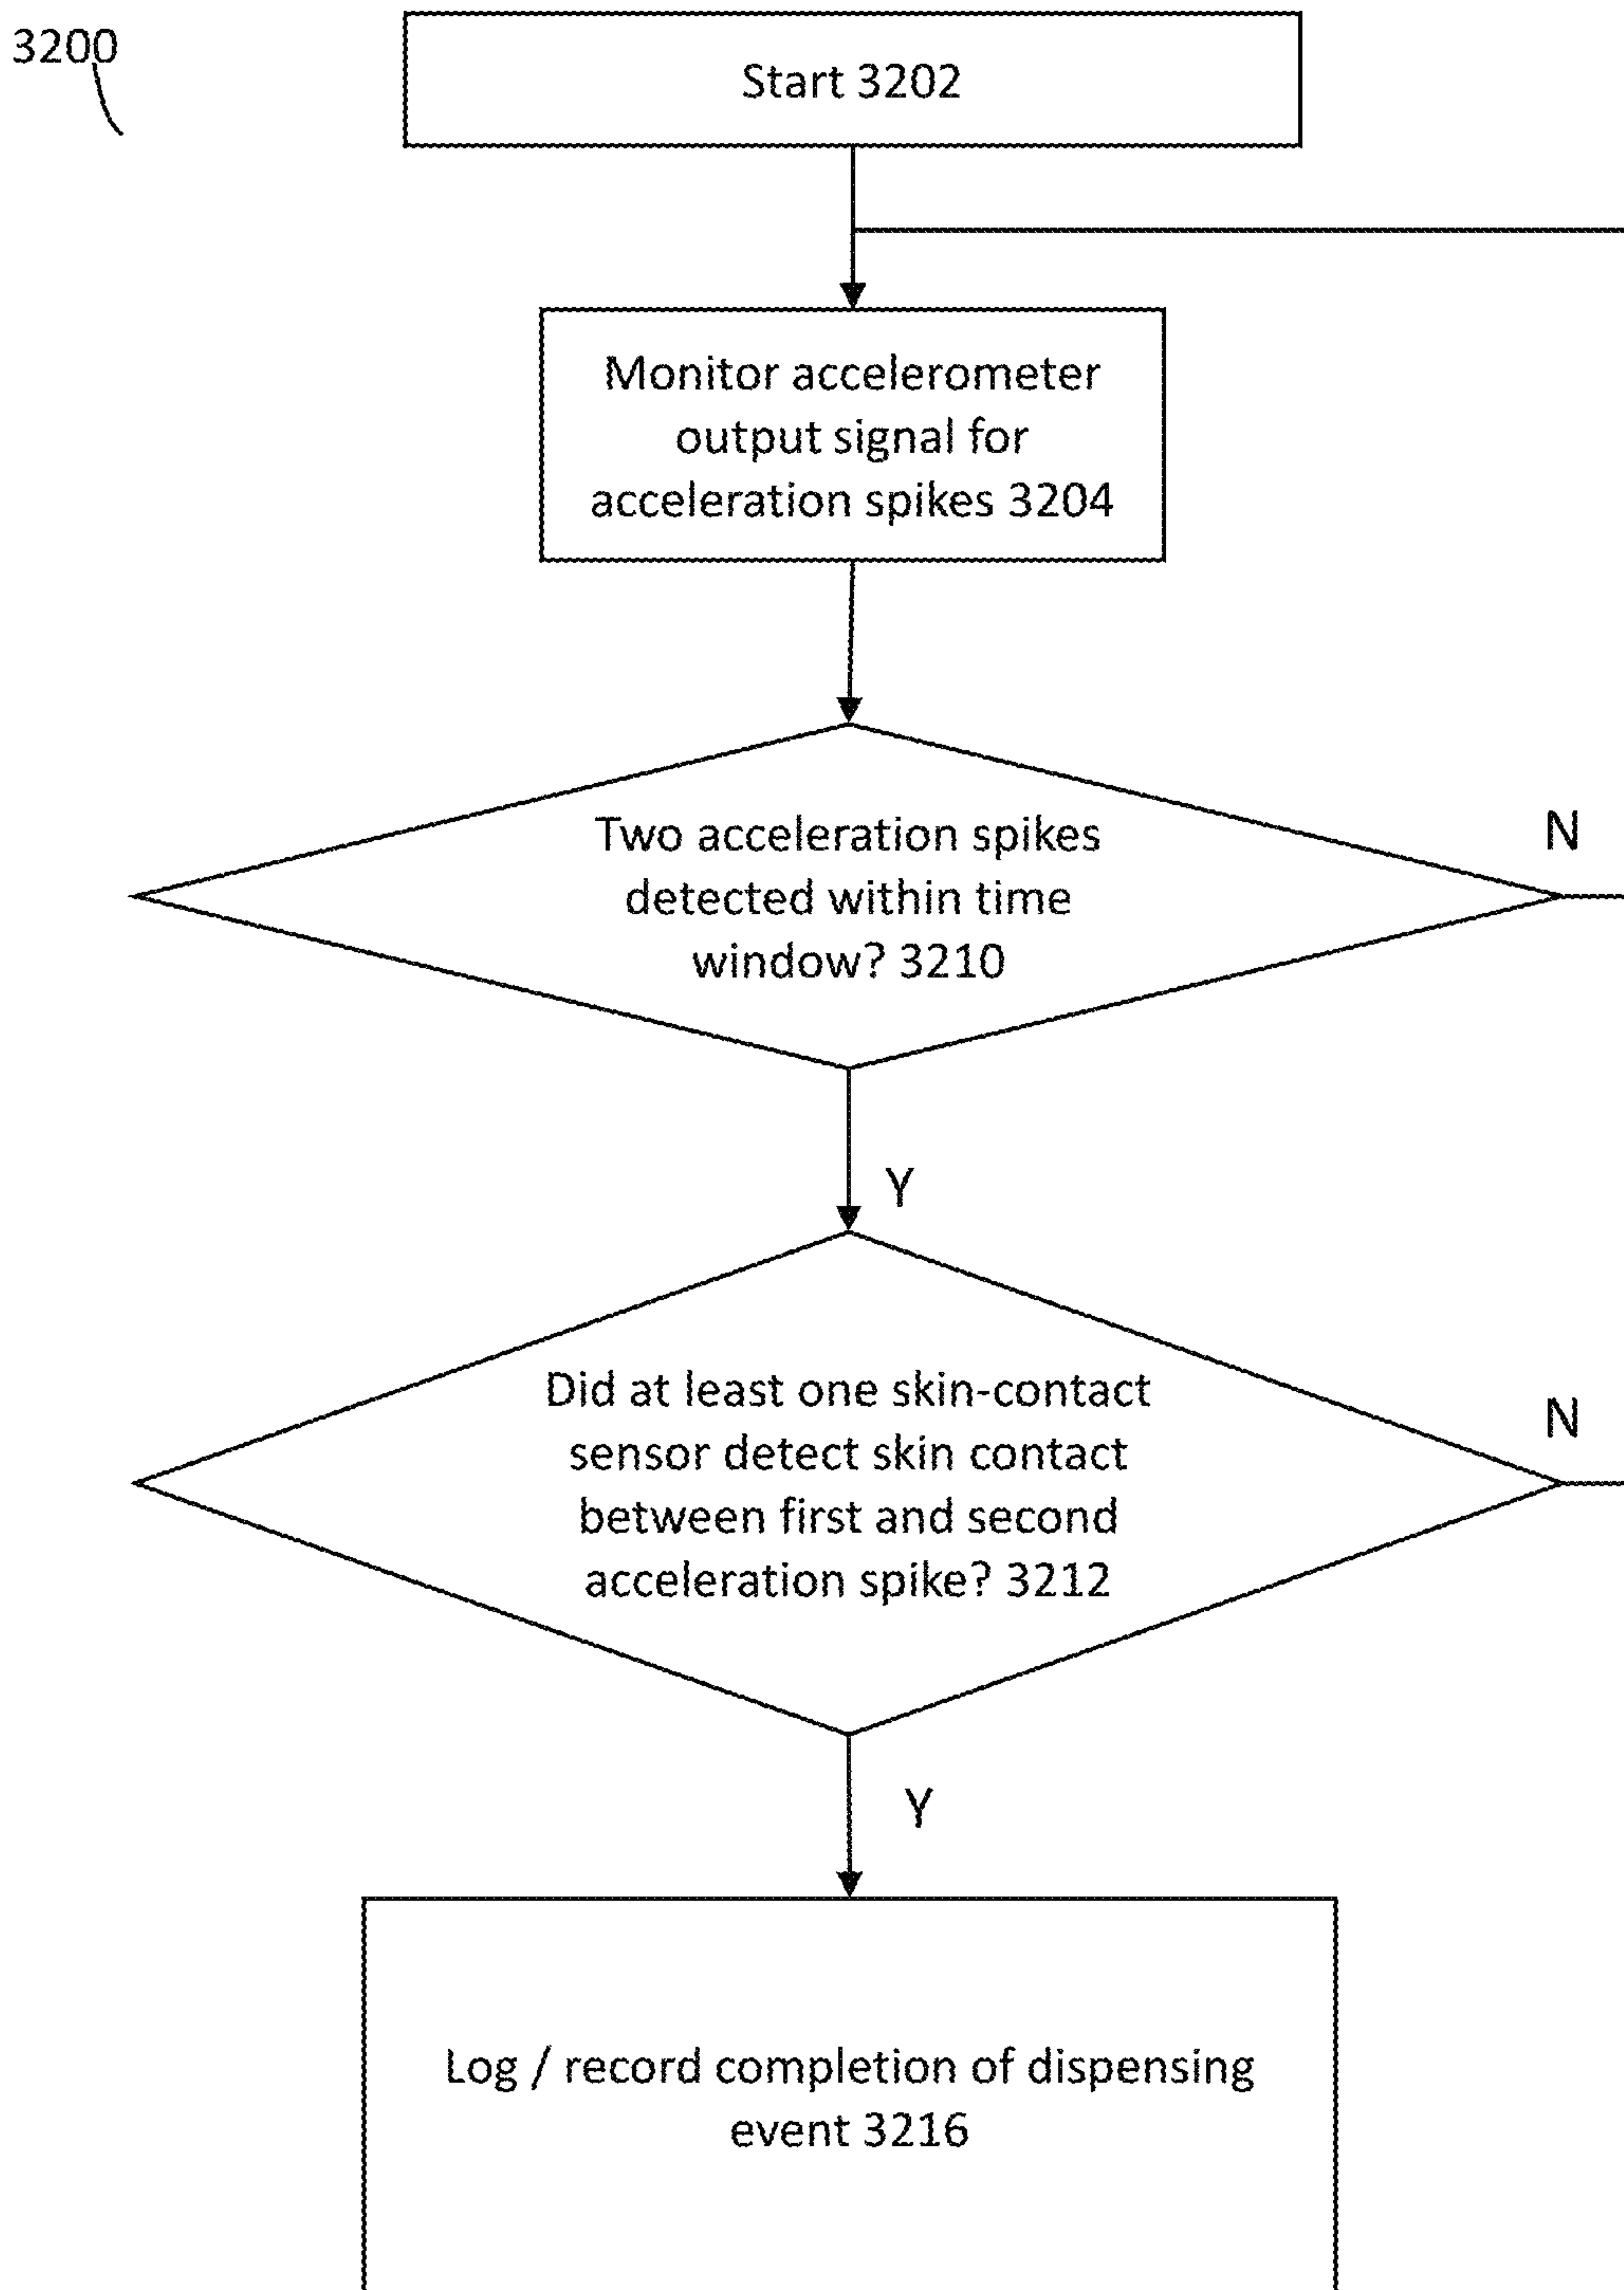 3200
Start 3202
Monitor accelerometer
output signal for
acceleration spikes 3204
Two acceleration spikes
detected within time
window? 3210
N
Y
Did at least one skin-contact
sensor detect skin contact
between first and second
acceleration spike? 3212
N
Y
Log / record completion of dispensing
event 3216